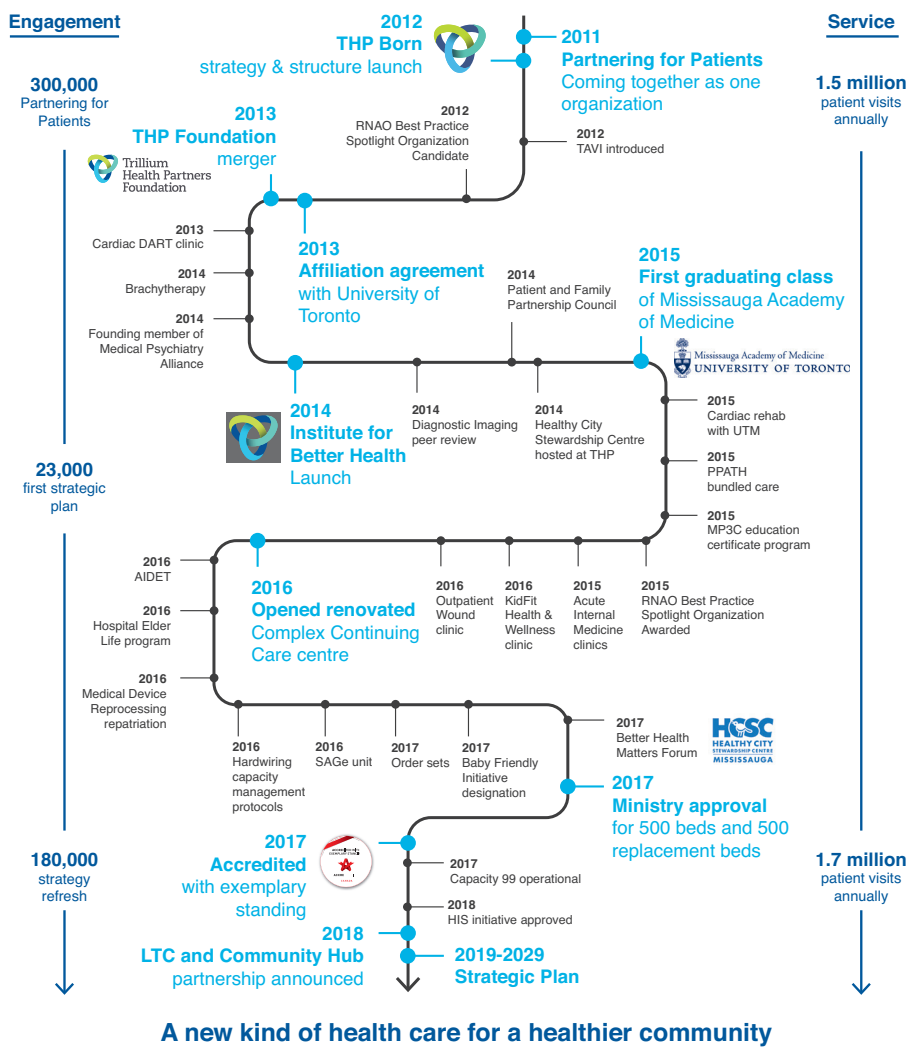 Engagement
Service
2012
THP Born
strategy & structure launch
2011
Partnering for Patients
Coming together as one
organization
300,000
Partnering for
Patients
1.5 million
patient visits
annually
2013
THP Foundation
merger
2012
RNAO Best Practice
Spotlight Organization
Candidate
2012
TAVI introduced
Trillium
Health Partners
Foundation
2013
Cardiac DART clinic
2014
Brachytherapy
2014
Founding member of
Medical Psychiatry
Alliance
2013
Affiliation agreement
with University of
Toronto
2014
Patient and Family
Partnership Council
2015
First graduating class
of Mississauga Academy
of Medicine
Mississauga Academy of Medicine
UNIVERSITY OF TORONTO
2014
Institute for
Better Health
Launch
2014
Diagnostic Imaging
peer review
2014
Healthy City
Stewardship Centre
hosted at THP
2015
Cardiac rehab
with UTM
2015
PPATH
bundled care
2015
MP3C education
certificate program
23,000
first strategic
plan
2016
AIDET
2016
Hospital Elder
Life program
2016
Medical Device
Reprocessing
repatriation
2016
Opened renovated
Complex Continuing
Care centre
2016
Outpatient
Wound
clinic
2016
KidFit
Health &
Wellness
clinic
2015
Acute
Internal
Medicine
clinics
2015
RNAO Best Practice
Spotlight Organization
Awarded
2016
Hardwiring
capacity
management
protocols
2016
SAGe unit
2017
Order sets
2017
Baby Friendly
Initiative
designation
2017
Better Health
Matters Forum
HCSC
HEALTHY CITY
STEWARDSHIP CENTRE
MISSISSAUGA
2017
Ministry approval
for 500 beds and 500
replacement beds
2017
Accredited
with exemplary
standing
2017
Capacity 99 operational
2018
HIS initiative approved
180,000
strategy
refresh
1.7 million
patient visits
annually
2018
LTC and Community Hub
partnership announced
2019-2029
Strategic Plan
A new kind of health care for a healthier community